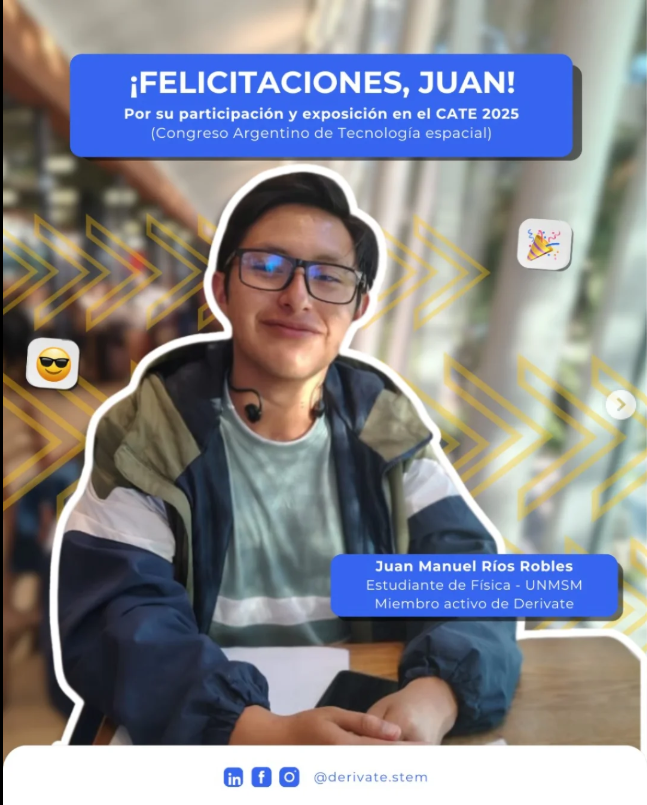 ¡FELICITACIONES, JUAN!
Por su participación y exposición en el CATE 2025
(Congreso Argentino de Tecnología espacial)
Juan Manuel Ríos Robles
Estudiante de Física - UNMSM
Miembro activo de Derivate
@derivate.stem